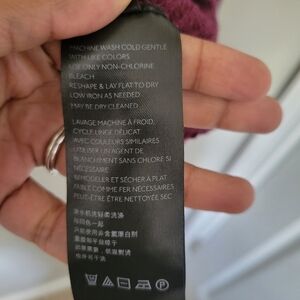 MACHINE WASH COLD GENTLE
WITH LIKE COLORS
USE ONLY NON-CHLORINE
BLEACH
RESHAPE & LAY FLAT TO DRY
LOW IRON AS NEEDED
MAY BE DRY CLEANED
LAVAGE MACHINE À FROID,
CYCLE LINGE DÉLICAT
AVEC COULEURS SIMILAIRES
UTILISER UN AGENT DE
BLANCHIMENT SANS CHLORE SI
NÉCESSAIRE
REMODELER ET SÉCHER À PLAT
FAIBLE COMME FER NÉCESSAIRES
PEUT-ÊTRE ÊTRE NETTOYÉE SEC